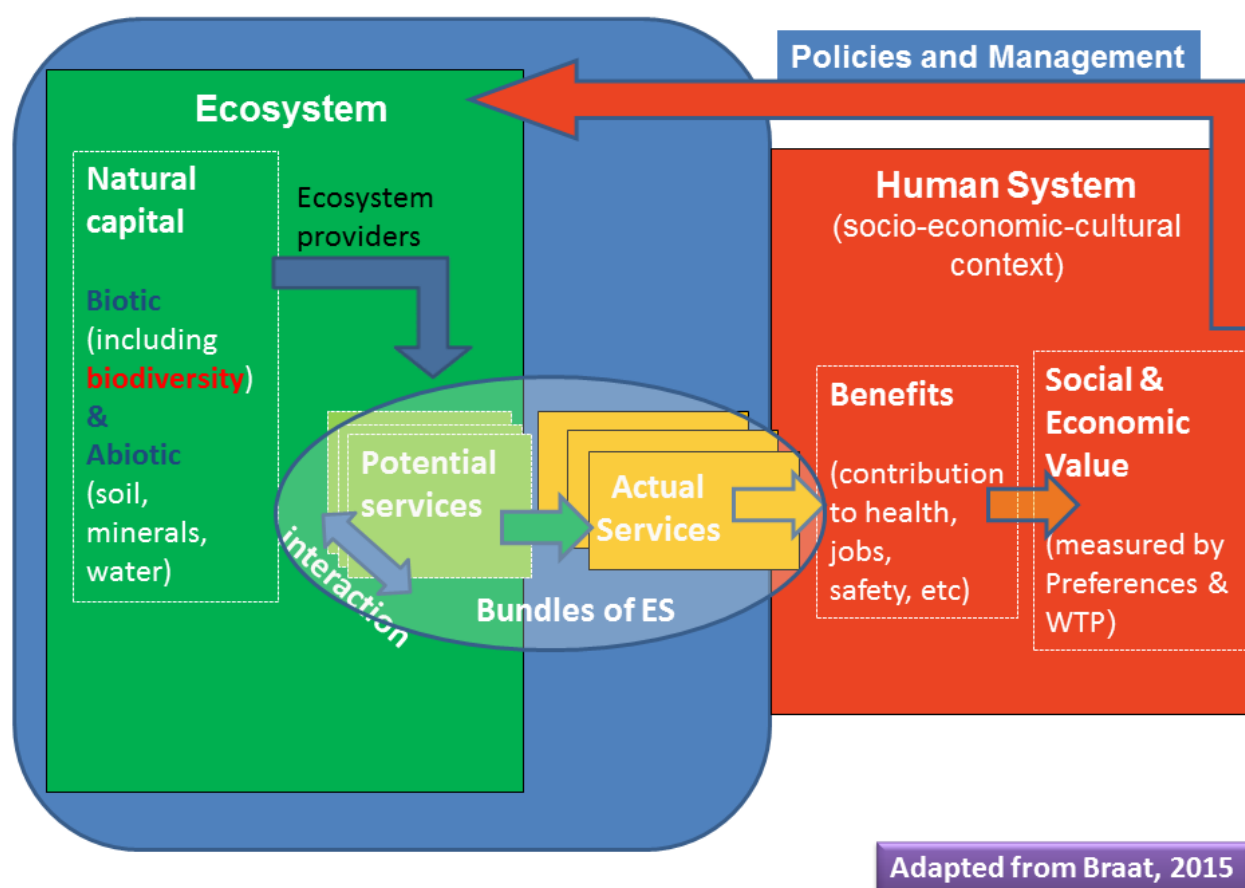 Policies and Management
Ecosystem
Natural
capital
Biotic
(including
biodiversity)
&
Abiotic
(soil,
minerals,
water)
Ecosystem
providers
Potential
services
interaction
Actual
Services
Bundles of ES
Human System
(socio-economic-cultural
context)
Benefits
(contribution
to health,
jobs,
safety, etc)
Social &
Economic
Value
(measured by
Preferences &
WTP)
Adapted from Braat, 2015